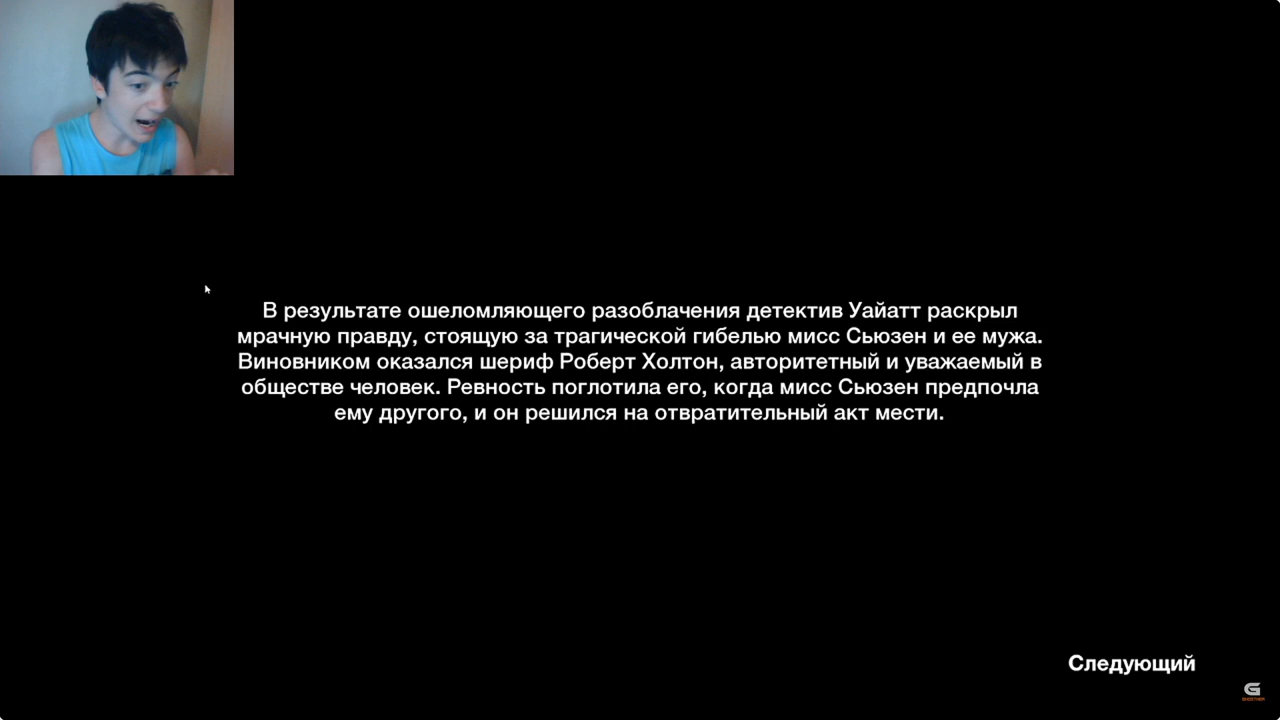 В результате ошеломляющего разоблачения детектив Уайатт раскрыл
мрачную правду, стоящую за трагической гибелью мисс Сьюзен и ее мужа.
Виновником оказался шериф Роберт Холтон, авторитетный и уважаемый в
обществе человек. Ревность поглотила его, когда мисс Сьюзен предпочла
ему другого, и он решился на отвратительный акт мести.
Следующий